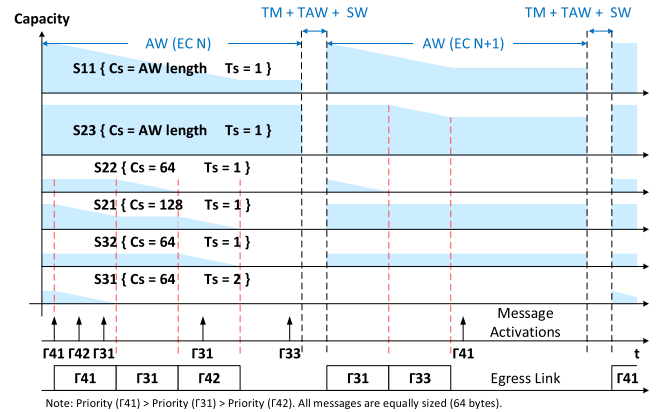 TM + TAW + SW TM + TAW + SW
Capacity
AW (EC N) AW (EC N+1)
S11 { Cs = AW length Ts = 1 }
S23 { Cs = AW length Ts = 1 }
S22 { Cs = 64 Ts = 1 }
S21 { Cs = 128 Ts = 1 }
S32 { Cs = 64 Ts = 1 }
S31 { Cs = 64 Ts = 2 }
Message
Activations
Γ41 Γ42 Γ31 Γ31 Γ33 Γ41 t
Γ41 Γ31 Γ42 Γ31 Γ33 Egress Link Γ41
Note: Priority (Γ41) > Priority (Γ31) > Priority (Γ42). All messages are equally sized (64 bytes).